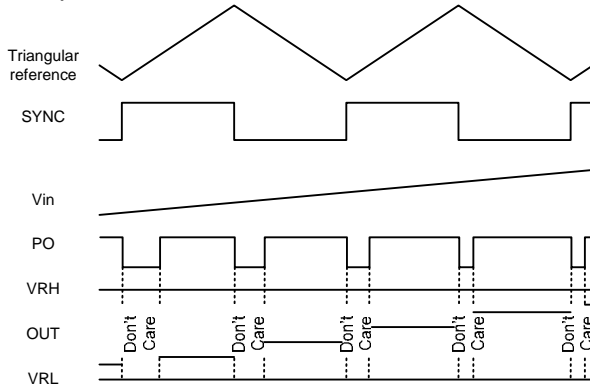 Triangular
reference
SYNC
Vin
PO
VRH
OUT
VRL
Don't
Care
Don't
Care
Don't
Care
Don't
Care
Don't
Care